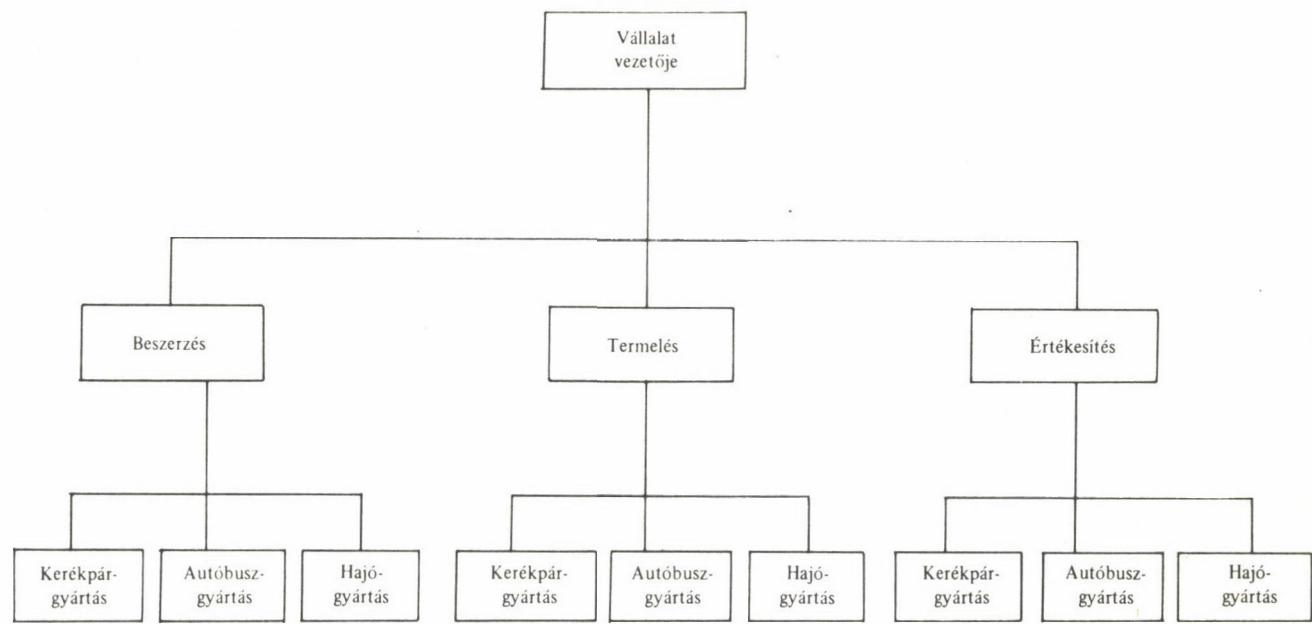 Vállalat
vezetője
Beszerzés
Termelés
Értékesítés
Kerékpár-
gyártás
Autóbusz-
gyártás
Hajó-
gyártás
Kerékpár-
gyártás
Autóbusz-
gyártás
Hajó-
gyártás
Kerékpár-
gyártás
Autóbusz-
gyártás
Hajó-
gyártás